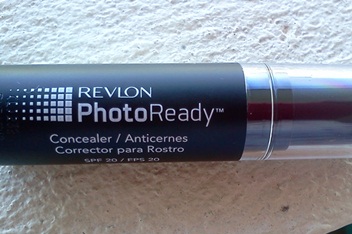 REVLON
PhotoReady™
Concealer / Anticernes
Corrector para Rostro
SPF 20 / FPS 20